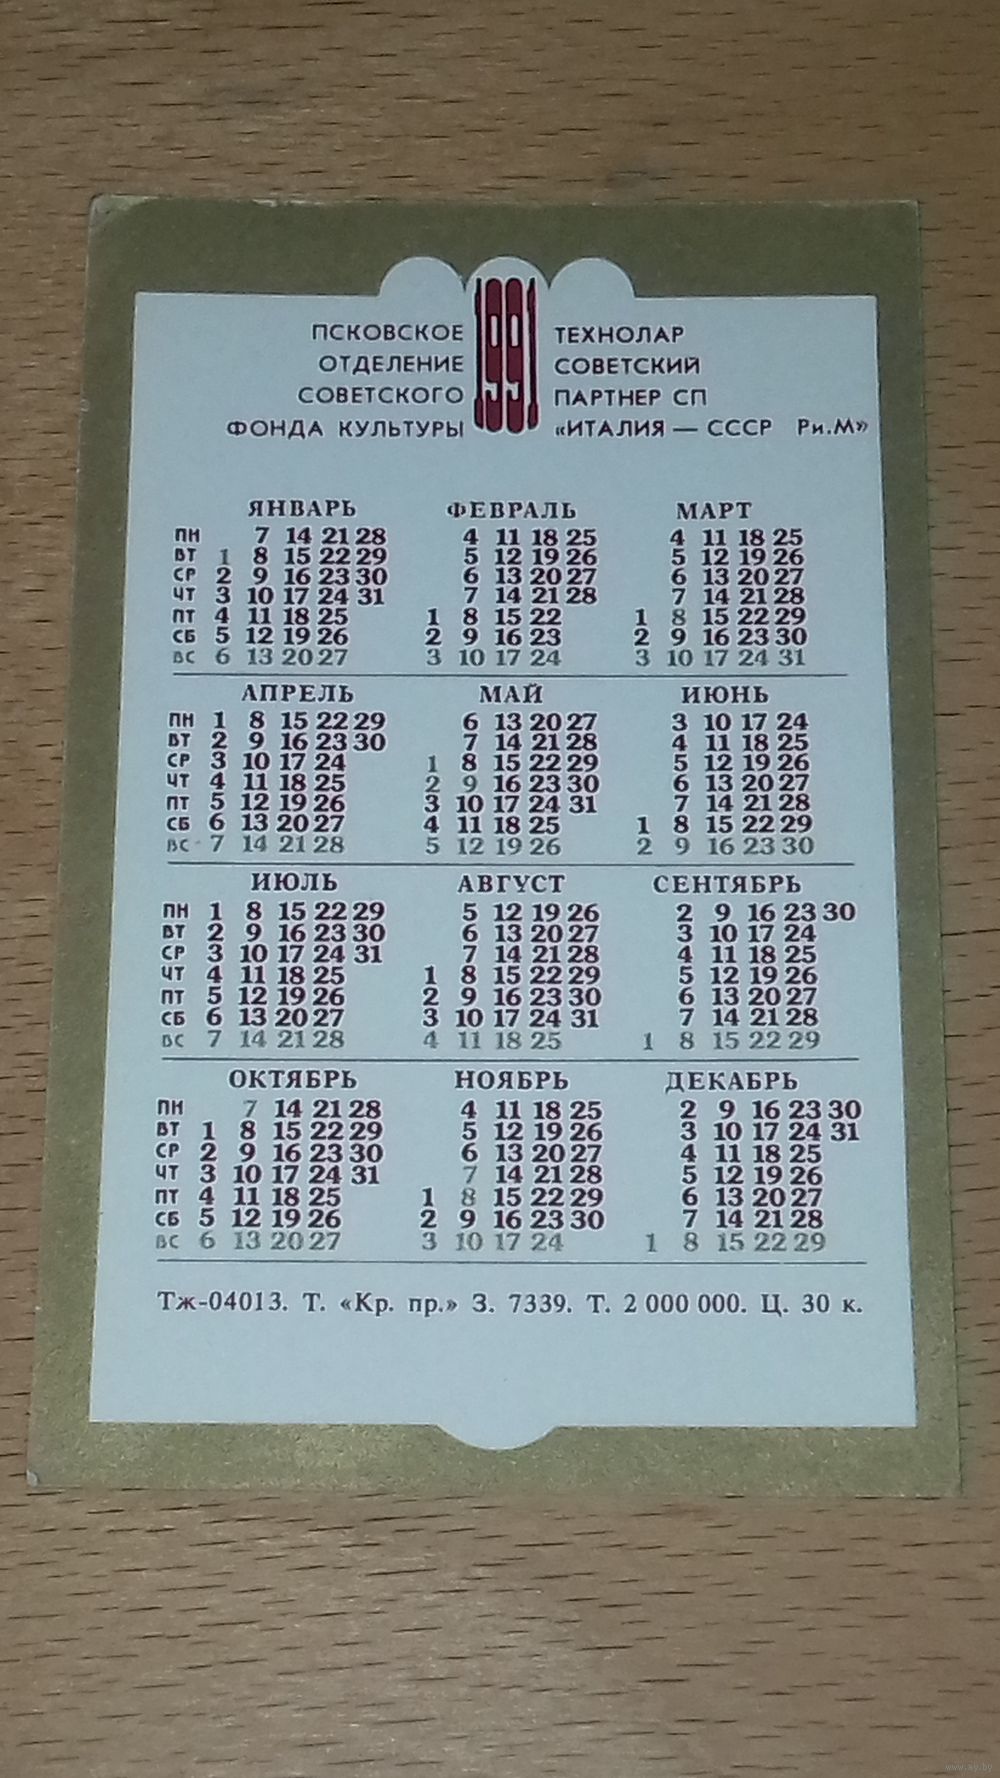 1991
ПСКОВСКОЕ
ОТДЕЛЕНИЕ
СОВЕТСКОГО
ФОНДА КУЛЬТУРЫ
ТЕХНОЛАР
СОВЕТСКИЙ
ПАРТНЕР СП
«ИТАЛИЯ — СССР Ри.М»
ЯНВАРЬ ФЕВРАЛЬ МАРТ
ПН 7 14 21 28 4 11 18 25 4 11 18 25
ВТ 1 8 15 22 29 5 12 19 26 5 12 19 26
СР 2 9 16 23 30 6 13 20 27 6 13 20 27
ЧТ 3 10 17 24 31 7 14 21 28 7 14 21 28
ПТ 4 11 18 25 1 8 15 22 1 8 15 22 29
СБ 5 12 19 26 2 9 16 23 2 9 16 23 30
ВС 6 13 20 27 3 10 17 24 3 10 17 24 31
АПРЕЛЬ МАЙ ИЮНЬ
ПН 1 8 15 22 29 6 13 20 27 3 10 17 24
ВТ 2 9 16 23 30 7 14 21 28 4 11 18 25
СР 3 10 17 24 1 8 15 22 29 5 12 19 26
ЧТ 4 11 18 25 2 9 16 23 30 6 13 20 27
ПТ 5 12 19 26 3 10 17 24 31 7 14 21 28
СБ 6 13 20 27 4 11 18 25 1 8 15 22 29
ВС 7 14 21 28 5 12 19 26 2 9 16 23 30
ИЮЛЬ АВГУСТ СЕНТЯБРЬ
ПН 1 8 15 22 29 5 12 19 26 2 9 16 23 30
ВТ 2 9 16 23 30 6 13 20 27 3 10 17 24
СР 3 10 17 24 31 7 14 21 28 4 11 18 25
ЧТ 4 11 18 25 1 8 15 22 29 5 12 19 26
ПТ 5 12 19 26 2 9 16 23 30 6 13 20 27
СБ 6 13 20 27 3 10 17 24 31 7 14 21 28
ВС 7 14 21 28 4 11 18 25 1 8 15 22 29
ОКТЯБРЬ НОЯБРЬ ДЕКАБРЬ
ПН 7 14 21 28 4 11 18 25 2 9 16 23 30
ВТ 1 8 15 22 29 5 12 19 26 3 10 17 24 31
СР 2 9 16 23 30 6 13 20 27 4 11 18 25
ЧТ 3 10 17 24 31 7 14 21 28 5 12 19 26
ПТ 4 11 18 25 1 8 15 22 29 6 13 20 27
СБ 5 12 19 26 2 9 16 23 30 7 14 21 28
ВС 6 13 20 27 3 10 17 24 1 8 15 22 29
Тж-04013. Т. «Кр. пр.» З. 7339. Т. 2 000 000. Ц. 30 к.
www.ay.by